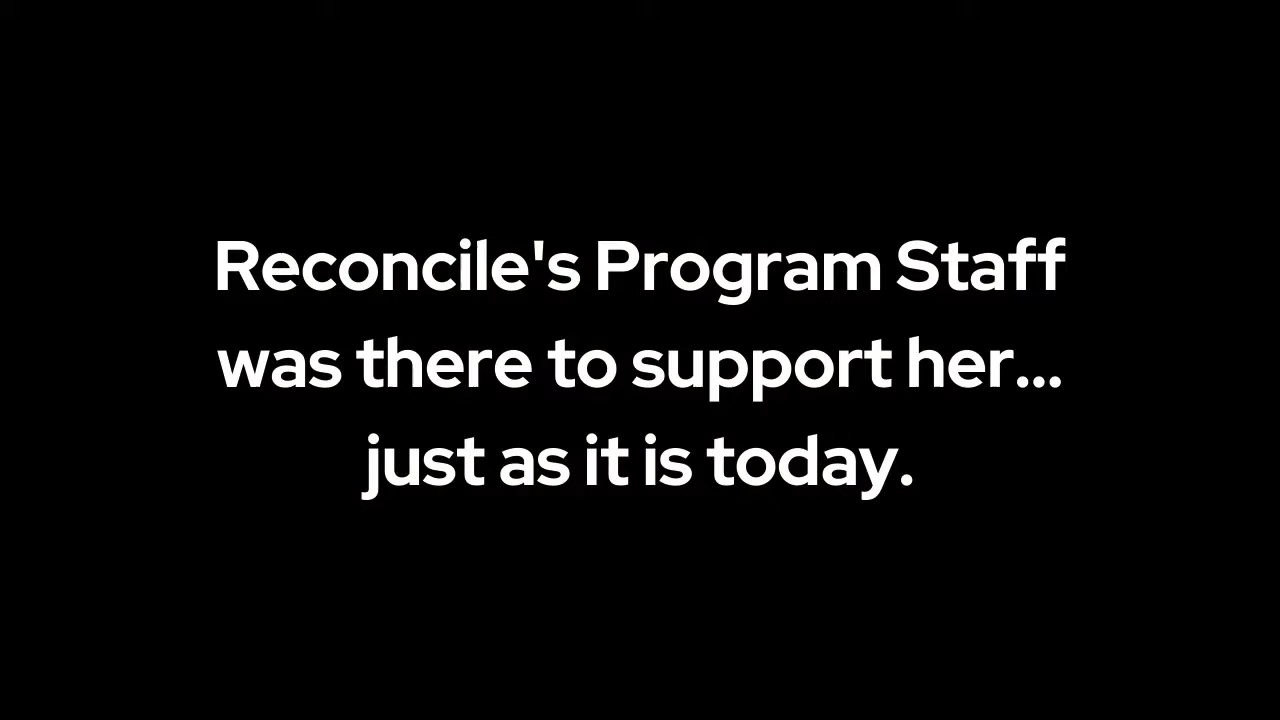 Reconcile's Program Staff
was there to support her...
just as it is today.